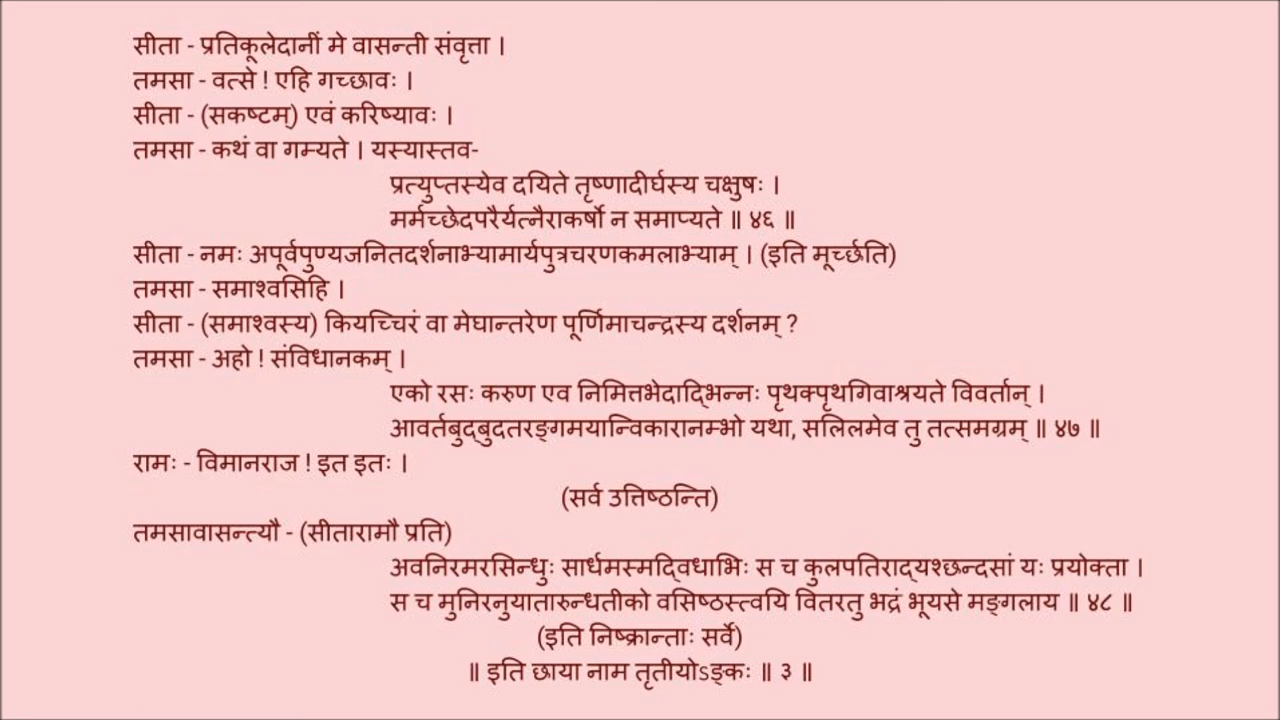 सीता - प्रतिकूलेदानीं मे वासन्ती संवृत्ता ।
तमसा - वत्से ! एहि गच्छावः ।
सीता - (सकष्टम्) एवं करिष्यावः ।
तमसा - कथं वा गम्यते । यस्यास्तव-
प्रत्युप्तस्येव दयिते तृष्णादीर्घस्य चक्षुषः ।
मर्मच्छेदपरैर्यत्नैराकर्षो न समाप्यते ॥ ४६ ॥
सीता - नमः अपूर्वपुण्यजनितदर्शनाभ्यामार्यपुत्रचरणकमलाभ्याम् । (इति मूर्च्छति)
तमसा - समाश्वसिहि ।
सीता - (समाश्वस्य) कियच्चिरं वा मेघान्तरेण पूर्णिमाचन्द्रस्य दर्शनम् ?
तमसा - अहो ! संविधानकम् ।
एको रसः करुण एव निमित्तभेदाद्भिन्नः पृथक्पृथगिवाश्रयते विवर्तान् ।
आवर्तबुद्बुदतरङ्गमयान्विकारानम्भो यथा, सलिलमेव तु तत्समग्रम् ॥ ४७ ॥
रामः - विमानराज ! इत इतः ।
(सर्व उत्तिष्ठन्ति)
तमसावासन्त्यौ - (सीतारामौ प्रति)
अवनिरमरसिन्धुः सार्धमस्मद्विधाभिः स च कुलपतिराद्यश्छन्दसां यः प्रयोक्ता ।
स च मुनिरनुयातारुन्धतीको वसिष्ठस्त्वयि वितरतु भद्रं भूयसे मङ्गलाय ॥ ४८ ॥
(इति निष्क्रान्ताः सर्वे)
॥ इति छाया नाम तृतीयोऽङ्कः ॥ ३ ॥